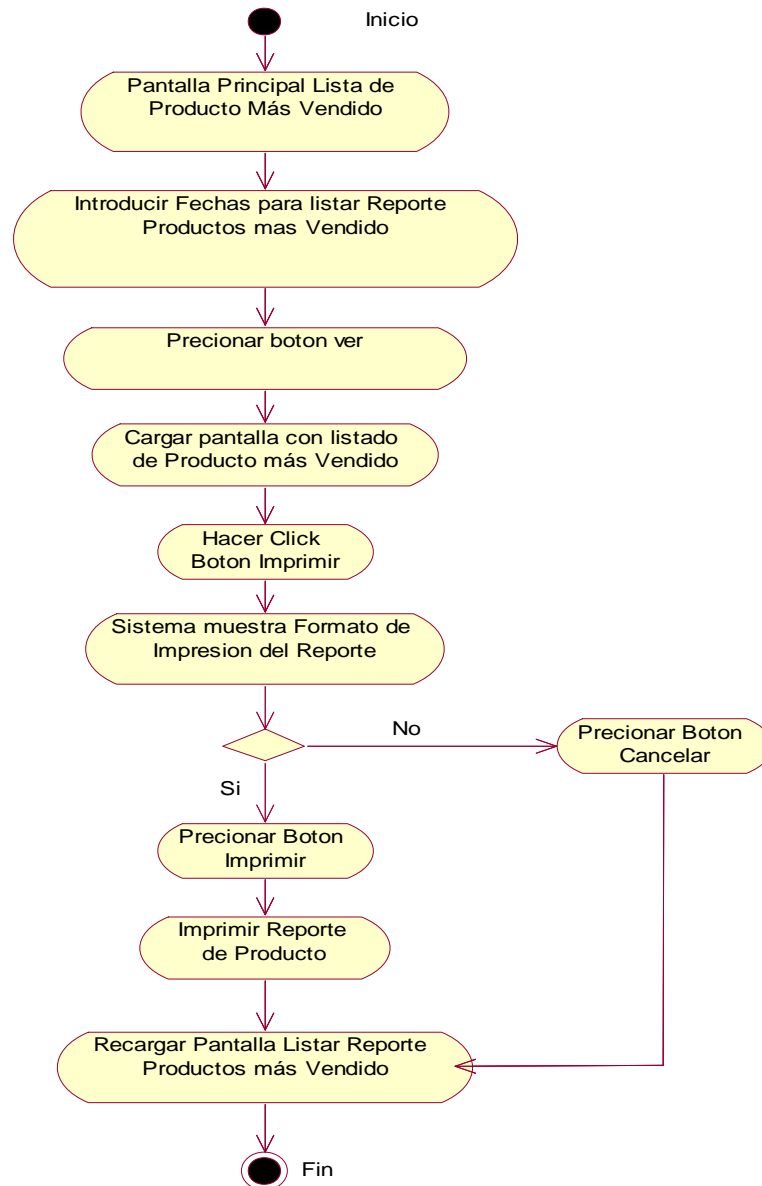 Inicio
Pantalla Principal Lista de
Producto Más Vendido
Introducir Fechas para listar Reporte
Productos mas Vendido
Precionar boton ver
Cargar pantalla con listado
de Producto más Vendido
Hacer Click
Boton Imprimir
Sistema muestra Formato de
Impresion del Reporte
No
Precionar Boton
Cancelar
Si
Precionar Boton
Imprimir
Imprimir Reporte
de Producto
Recargar Pantalla Listar Reporte
Productos más Vendido
Fin